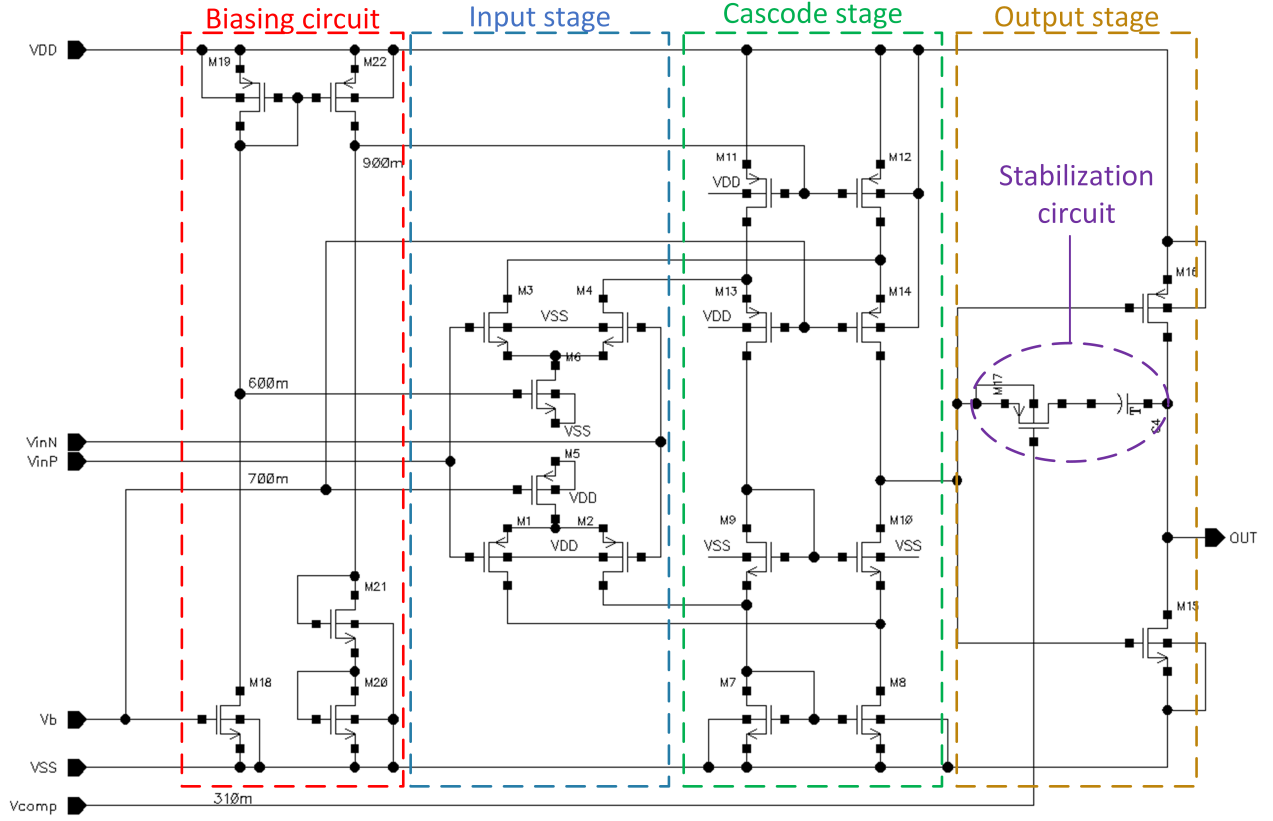 Biasing circuit
Input stage
Cascode stage
Output stage
VDD
M19
M22
900m
M11
M12
VDD
Stabilization
circuit
M3
M4
M13
M14
M16
VSS
VDD
M6
600m
M17
VSS
C4
VinN
VinP
M5
700m
VDD
M1
M2
M9
M10
VDD
VSS
VSS
OUT
M21
M15
M18
M20
M7
M8
Vb
VSS
310m
Vcomp